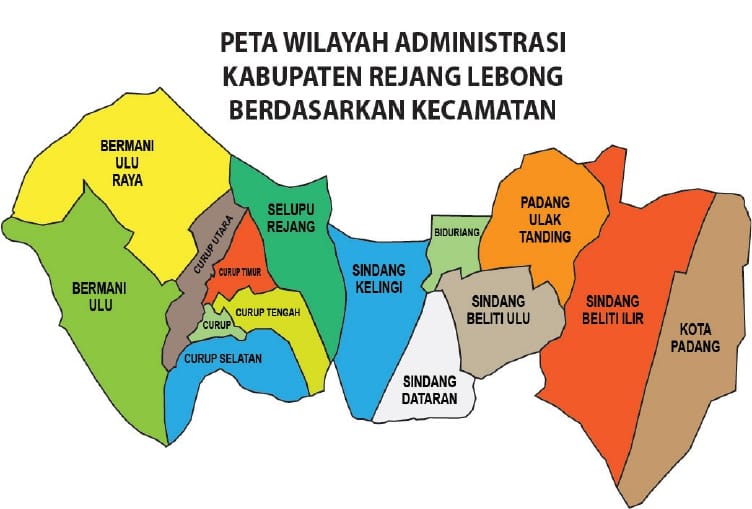 PETA WILAYAH ADMINISTRASI
KABUPATEN REJANG LEBONG
BERDASARKAN KECAMATAN
BERMANI
ULU
RAYA
BERMANI
ULU
CURUP UTARA
CURUP TIMUR
SELUPU
REJANG
CURUP TENGAH
CURUP
CURUP SELATAN
SINDANG
KELINGI
BIDURIANG
PADANG
ULAK
TANDING
SINDANG
BELITI ULU
SINDANG
DATARAN
SINDANG
BELITI ILIR
KOTA
PADANG